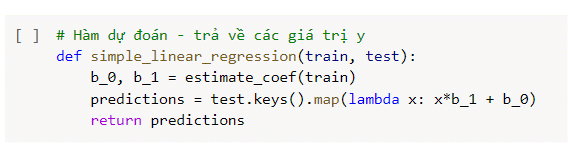 [ ] # Hàm dự đoán - trả về các giá trị y
def simple_linear_regression(train, test):
    b_0, b_1 = estimate_coef(train)
    predictions = test.keys().map(lambda x: x*b_1 + b_0)
    return predictions